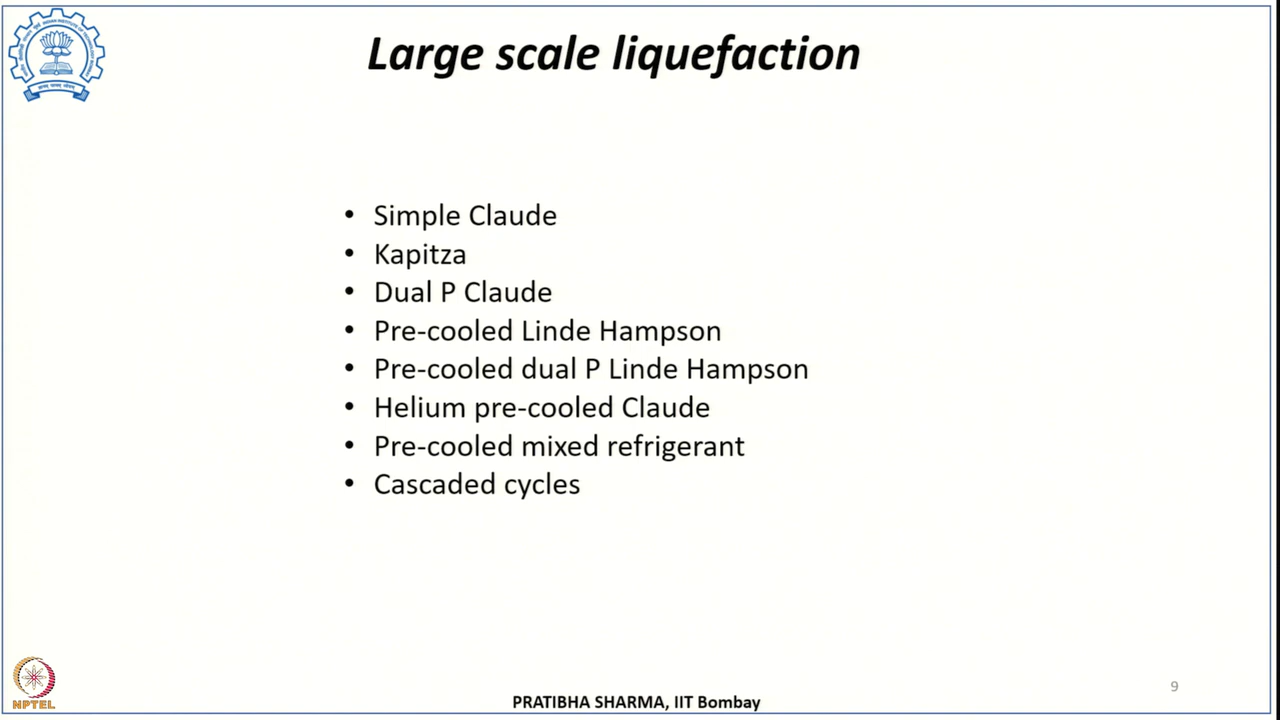 Large scale liquefaction
• Simple Claude
• Kapitza
• Dual P Claude
• Pre-cooled Linde Hampson
• Pre-cooled dual P Linde Hampson
• Helium pre-cooled Claude
• Pre-cooled mixed refrigerant
• Cascaded cycles
9
NPTEL
PRATIBHA SHARMA, IIT Bombay